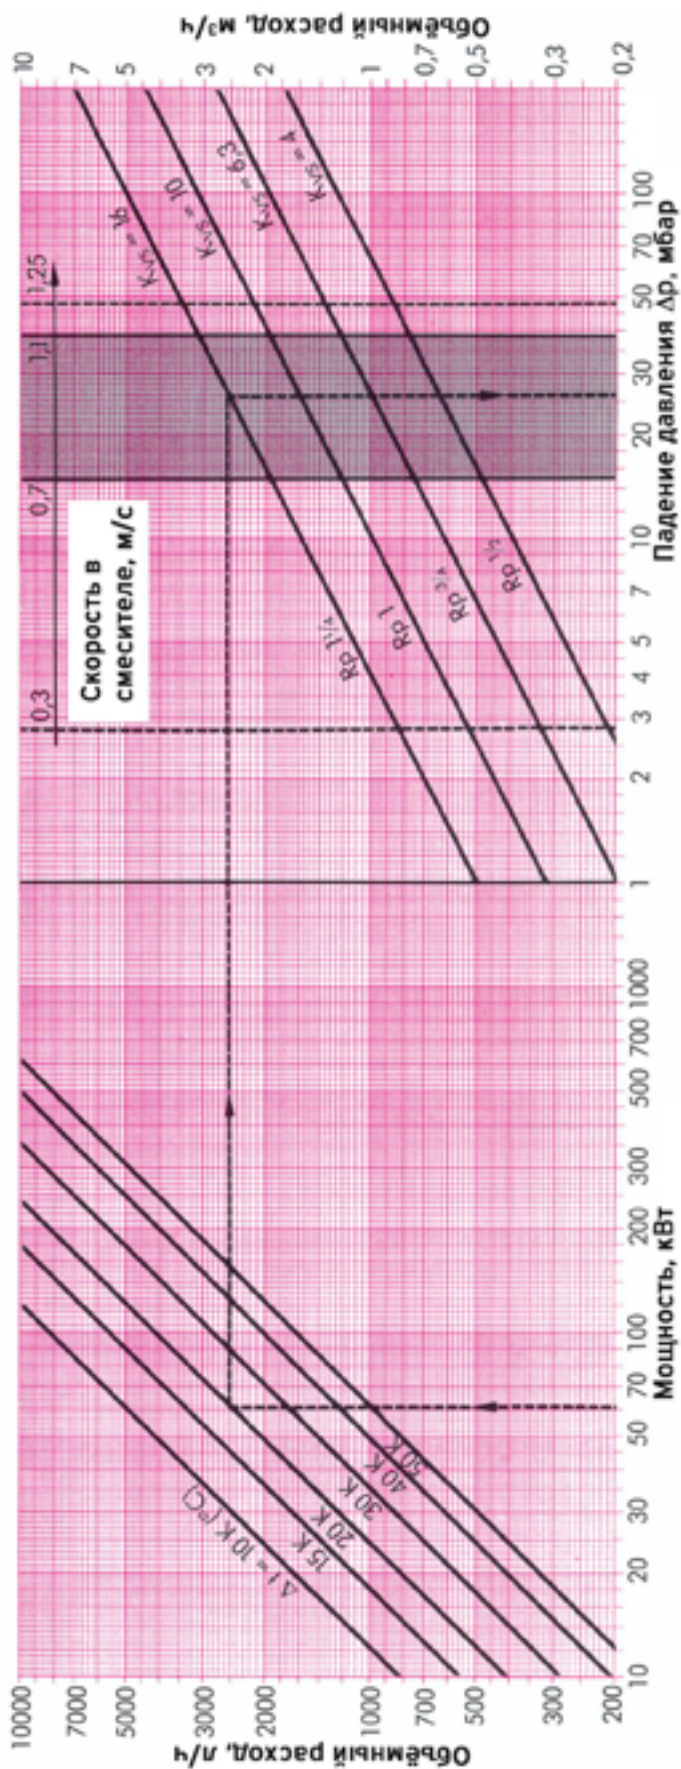 Объёмный расход, м³/ч
10
7
5
3
2
1
0,7
0,5
0,3
0,2
Kvs = 16
Kvs = 10
Kvs = 6,3
Kvs = 4
1,25
1,1
0,7
0,3
Скорость в
смесителе, м/с
Rp 1¼
Rp 1
Rp ¾
Rp ½
100
70
50
30
20
10
7
5
4
3
2
1
Падение давления Δp, мбар
Δt = 10 K (°C)
15 K
20 K
30 K
40 K
50 K
1000
700
500
300
200
100
70
50
30
20
10
Мощность, кВт
10000
7000
5000
3000
2000
1000
700
500
300
200
Объёмный расход, л/ч